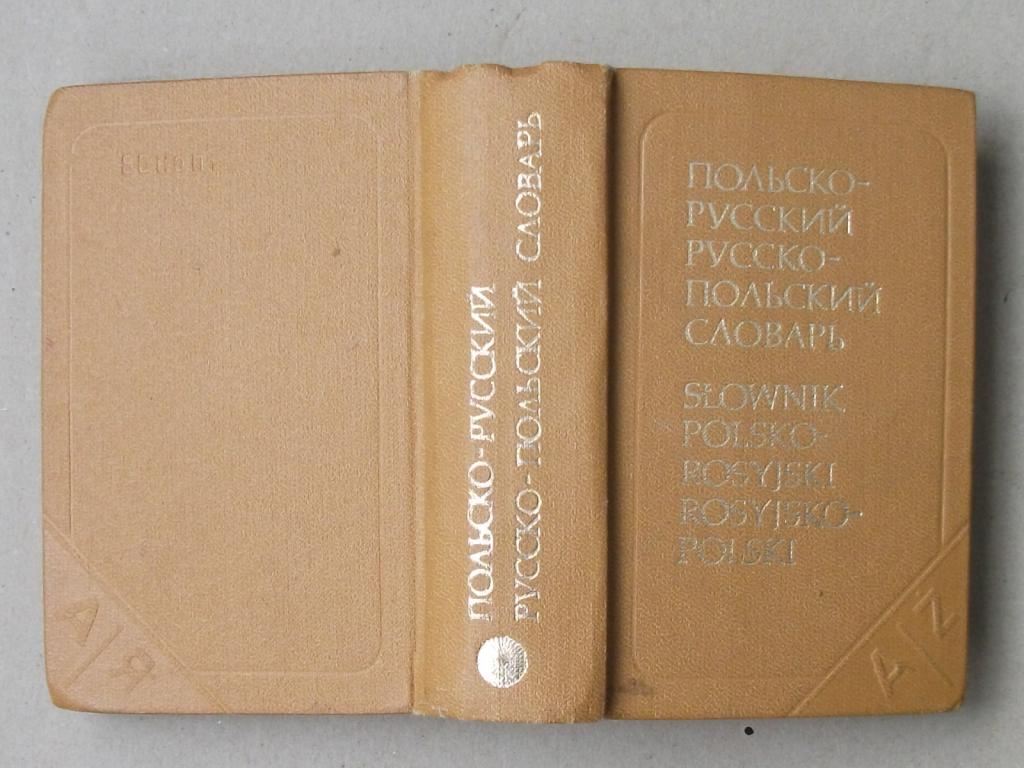 ПОЛЬСКО-
РУССКИЙ
РУССКО-
ПОЛЬСКИЙ
СЛОВАРЬ
SŁOWNIK
POLSKO-
ROSYJSKI
ROSYJSKO-
POLSKI
ПОЛЬСКО-РУССКИЙ
РУССКО-ПОЛЬСКИЙ СЛОВАРЬ
А/Я
A/Ż